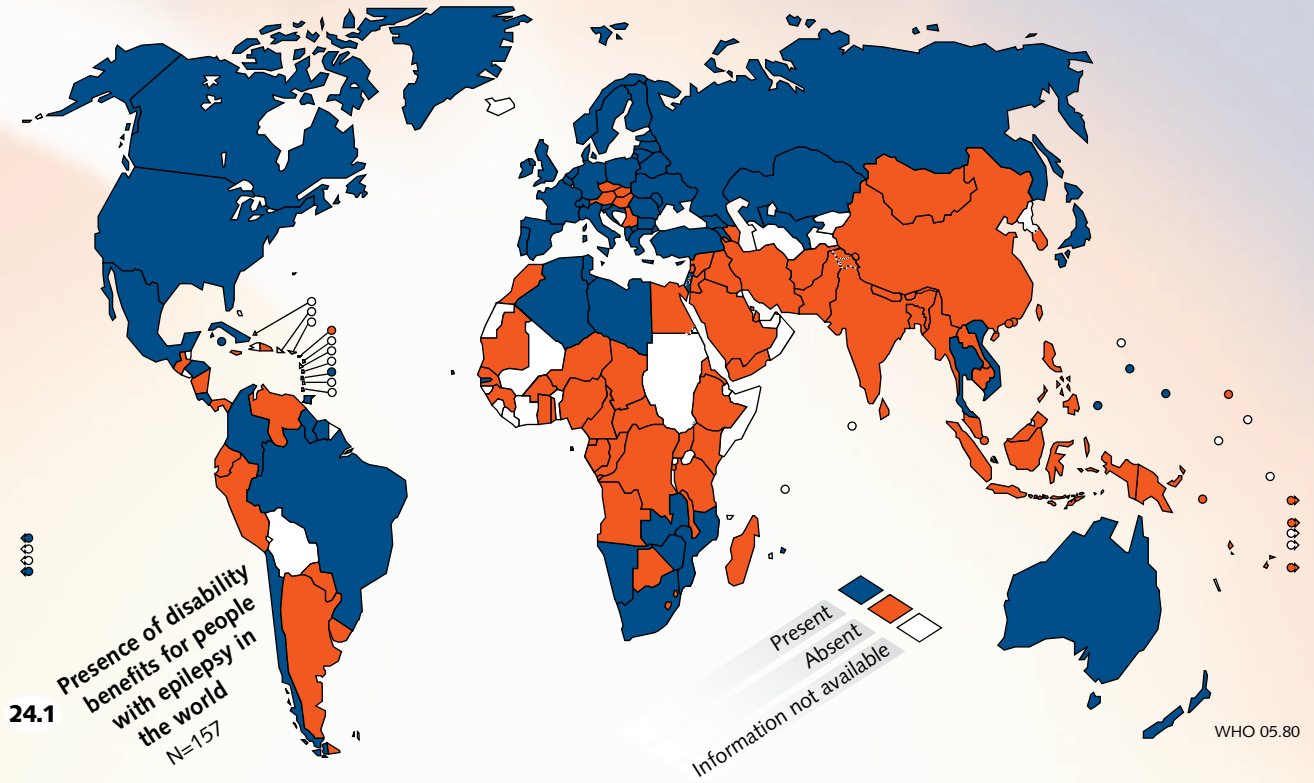 Presence of disability
benefits for people
with epilepsy in
the world
N=157
24.1
Present
Absent
Information not available
WHO 05.80